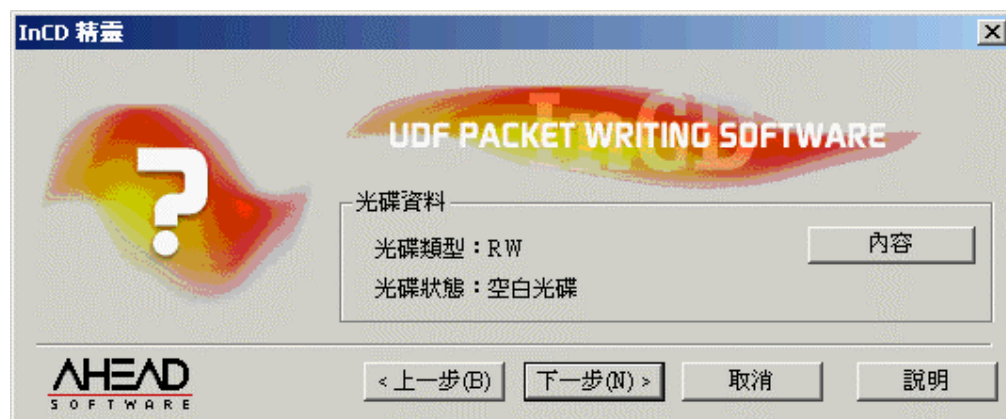 InCD 精靈
InCD
UDF PACKET WRITING SOFTWARE
光碟資料
光碟類型：RW
內容
光碟狀態：空白光碟
AHEAD
SOFTWARE
<上一步(B)
下一步(N)>
取消
說明